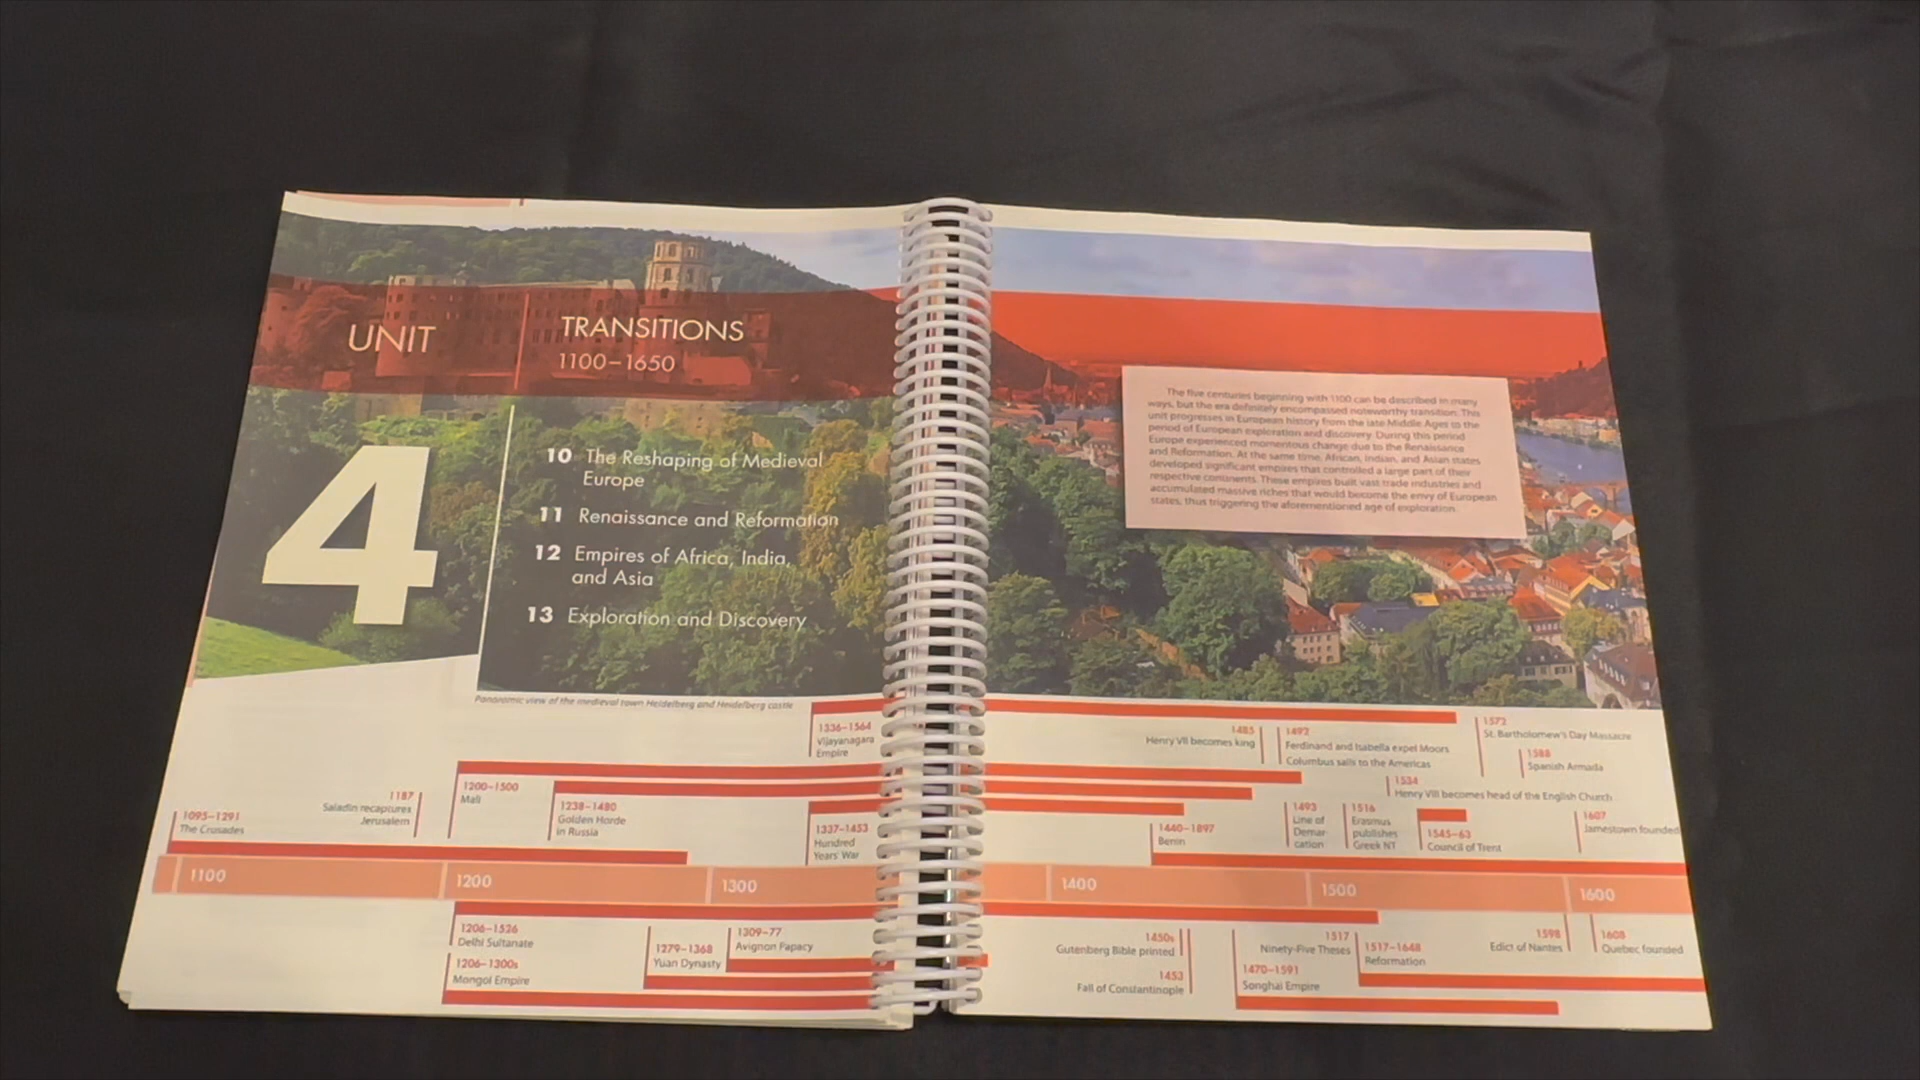 UNIT
4
TRANSITIONS
1100–1650
10 The Reshaping of Medieval
Europe
11 Renaissance and Reformation
12 Empires of Africa, India,
and Asia
13 Exploration and Discovery
Panoramic view of the medieval town Heidelberg and Heidelberg castle
The five centuries beginning with 1100 can be described in many
ways, but the era definitely encompassed noteworthy transition. This
unit progresses in European history from the late Middle Ages to the
period of European exploration and discovery. During this period
Europe experienced momentous change due to the Renaissance
and Reformation. At the same time, African, Indian, and Asian states
developed significant empires that controlled a large part of their
respective continents. These empires built vast trade industries and
accumulated massive riches that would become the envy of European
states, thus triggering the aforementioned age of exploration.
1095–1291
The Crusades
1187
Saladin recaptures
Jerusalem
1200–1500
Mali
1238–1480
Golden Horde
in Russia
1336–1564
Vijayanagara
Empire
1337–1453
Hundred
Years' War
1440–1897
Benin
1485
Henry VII becomes king
1492
Ferdinand and Isabella expel Moors
Columbus sails to the Americas
1493
Line of
Demar-
cation
1516
Erasmus
publishes
Greek NT
1534
Henry VIII becomes head of the English Church
1545–63
Council of Trent
1572
St. Bartholomew's Day Massacre
1588
Spanish Armada
1607
Jamestown founded
1100
1200
1300
1400
1500
1600
1206–1526
Delhi Sultanate
1206–1300s
Mongol Empire
1279–1368
Yuan Dynasty
1309–77
Avignon Papacy
1450s
Gutenberg Bible printed
1453
Fall of Constantinople
1470–1591
Songhai Empire
1517
Ninety-Five Theses
1517–1648
Reformation
1598
Edict of Nantes
1608
Quebec founded